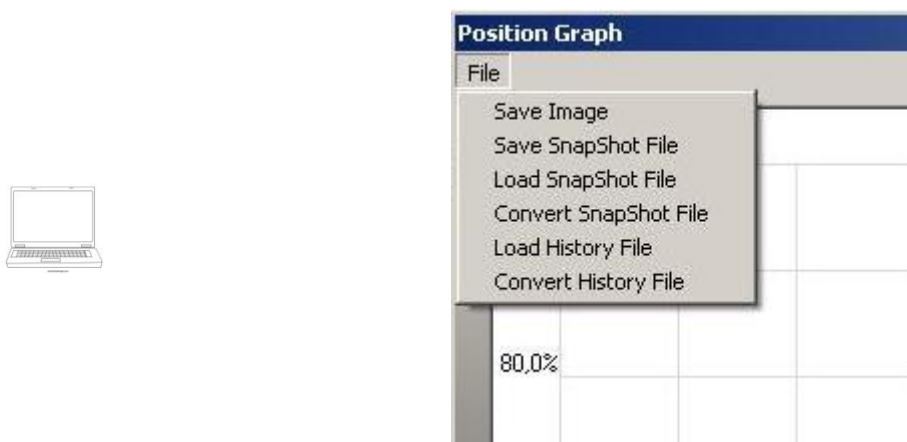 Position Graph
File
Save Image
Save SnapShot File
Load SnapShot File
Convert SnapShot File
Load History File
Convert History File
80,0%